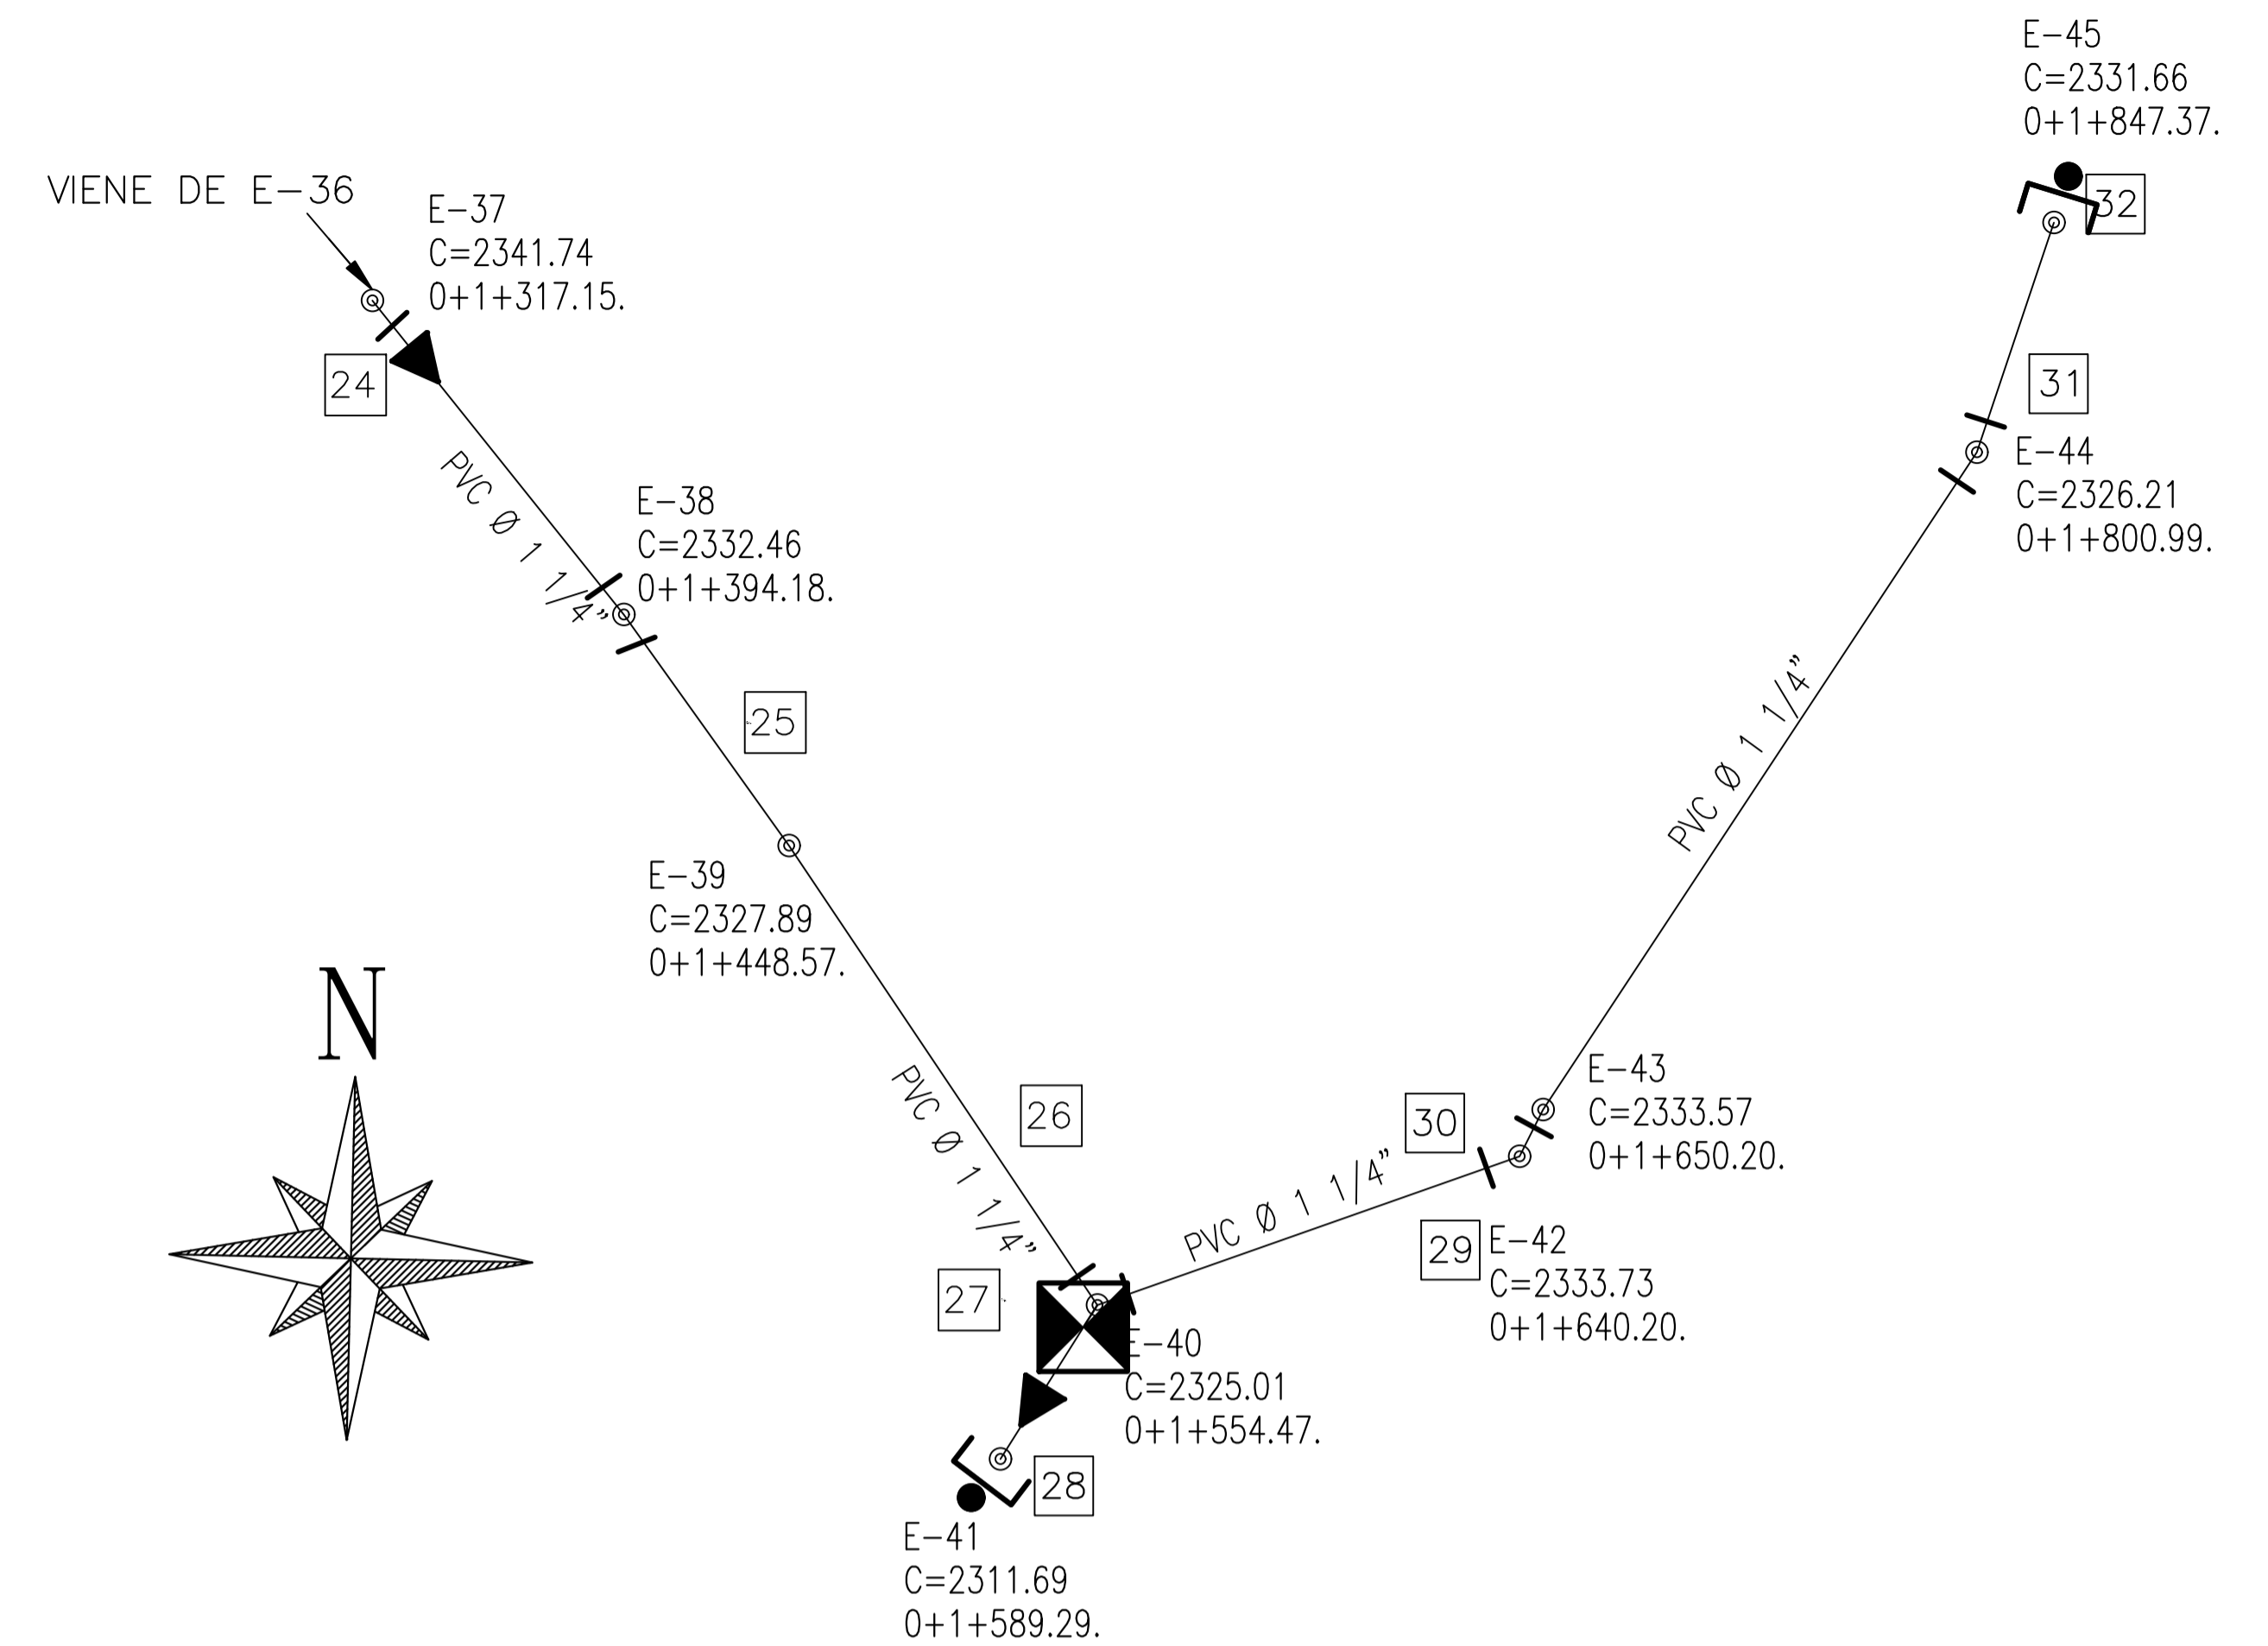 E-45
C=2331.66
0+1+847.37.
32
VIENE DE E-36
E-37
C=2341.74
0+1+317.15.
24
31
PVC Ø 1 1/4”
E-38
C=2332.46
0+1+394.18.
E-44
C=2326.21
0+1+800.99.
25
PVC Ø 1 1/4”
E-39
C=2327.89
0+1+448.57.
N
PVC Ø 1 1/4”
26
30
E-43
C=2333.57
0+1+650.20.
PVC Ø 1 1/4”
29
E-42
C=2333.73
0+1+640.20.
27
E-40
C=2325.01
0+1+554.47.
28
E-41
C=2311.69
0+1+589.29.